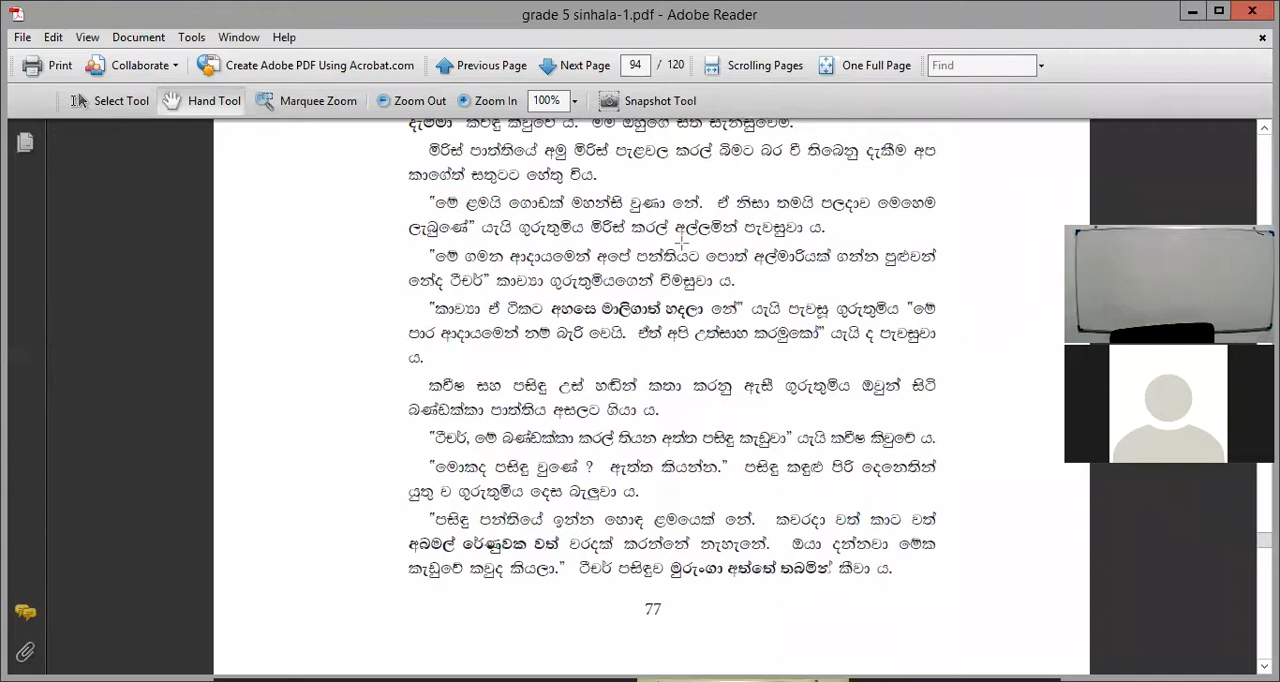 grade 5 sinhala-1.pdf - Adobe Reader
File Edit View Document Tools Window Help
Print Collaborate Create Adobe PDF Using Acrobat.com Previous Page Next Page 94 / 120 Scrolling Pages One Full Page Find
Select Tool Hand Tool Marquee Zoom Zoom Out Zoom In 100% Snapshot Tool
දැම්මා” කවිඳු කිවුවේ ය. මම ඔහුගේ සිත සැනසුවෙමි.
මිරිස් පාත්තියේ අමු මිරිස් පැළවල කරල් බිමට බර වී තිබෙනු දැකීම අප
කාගේත් සතුටට හේතු විය.
“මේ ළමයි ගොඩක් මහන්සි වුණා නේ. ඒ නිසා තමයි පලදාව මෙහෙම
ලැබුණේ” යැයි ගුරුතුමිය මිරිස් කරල් අල්ලමින් පැවසුවා ය.
“මේ ගමන ආදායමෙන් අපේ පන්තියට පොත් අල්මාරියක් ගන්න පුළුවන්
නේද ටීචර්” කාව්‍යා ගුරුතුමියගෙන් විමසුවා ය.
“කාව්‍යා ඒ ටිකට අහසෙ මාලිගාත් හදලා නේ” යැයි පැවසූ ගුරුතුමිය “මේ
පාර ආදායමෙන් නම් බැරි වෙයි. ඒත් අපි උත්සාහ කරමුකෝ” යැයි ද පැවසුවා
ය.
කවීෂ සහ පසිඳු උස් හඬින් කතා කරනු ඇසී ගුරුතුමිය ඔවුන් සිටි
බණ්ඩක්කා පාත්තිය අසලට ගියා ය.
“ටීචර්, මේ බණ්ඩක්කා කරල් තියන අත්ත පසිඳු කැඩුවා” යැයි කවීෂ කිවුවේ ය.
“මොකද පසිඳු වුණේ ? ඇත්ත කියන්න.” පසිඳු කඳුළු පිරි දෙනෙතින්
යුතු ව ගුරුතුමිය දෙස බැලුවා ය.
“පසිඳු පන්තියේ ඉන්න හොඳ ළමයෙක් නේ. කවරදා වත් කාට වත්
අබමල් රේණුවක වත් වරදක් කරන්නේ නැහැනේ. ඔයා දන්නවා මේක
කැඩුවේ කවුද කියලා.” ටීචර් පසිඳුව මුරුංගා අත්තේ තබමින් කීවා ය.
77